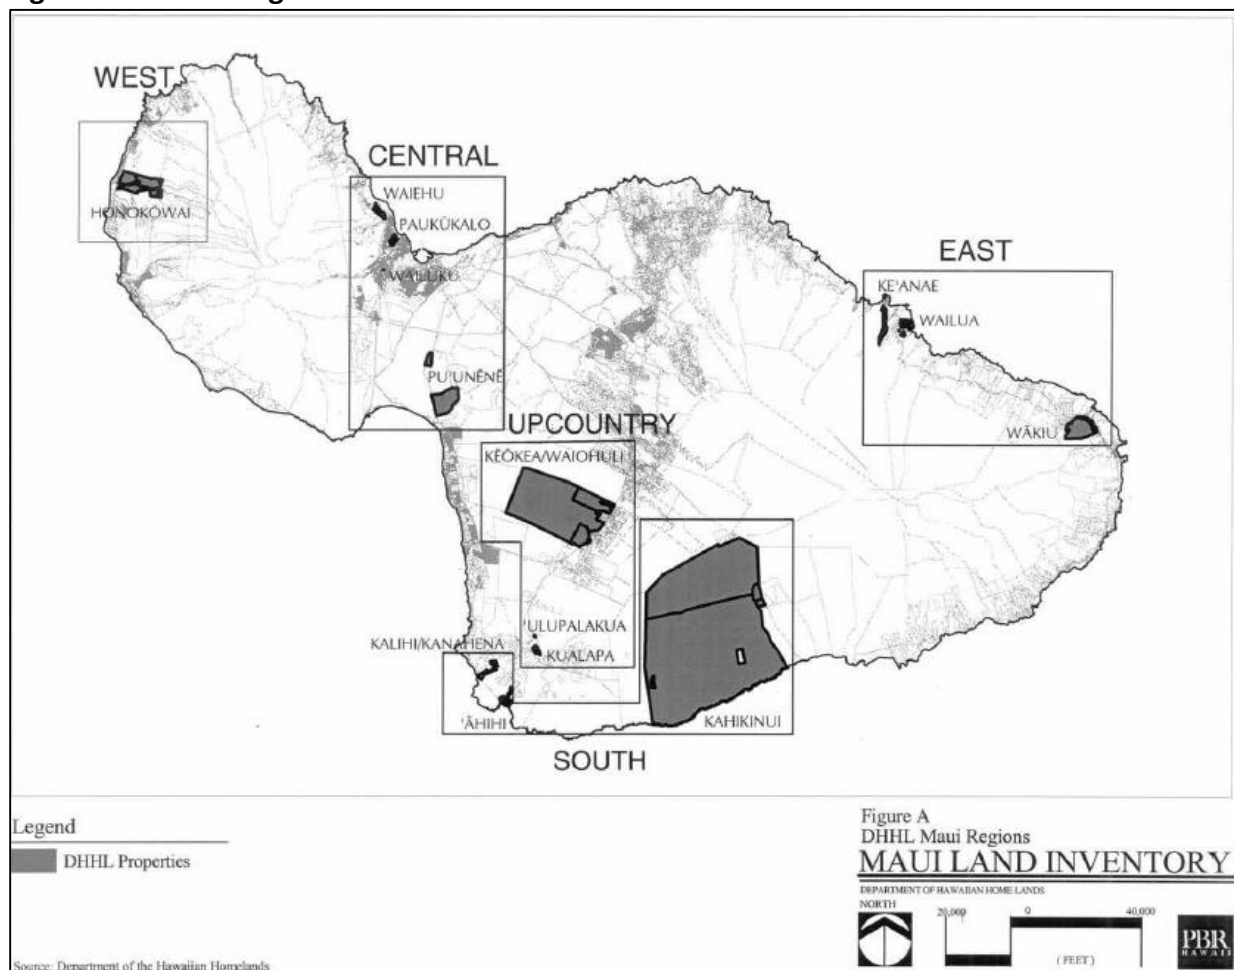 WEST
CENTRAL
WAIEHU
PAUKŪKALO
HONOKŌWAI
WAILUKU
EAST
KE'ANAE
WAILUA
PU'UNĒNĒ
UPCOUNTRY
WĀKIU
KĒŌKEA/WAIOHULI
'ULUPALAKUA
KALIHI/KANAHENA
KUALAPA
'ĀHIHI
KAHIKINUI
SOUTH
Legend
DHHL Properties
Figure A
DHHL Maui Regions
MAUI LAND INVENTORY
DEPARTMENT OF HAWAIIAN HOME LANDS
NORTH
20,000 0 40,000
( FEET )
PBR
HAWAII
Source: Department of the Hawaiian Homelands